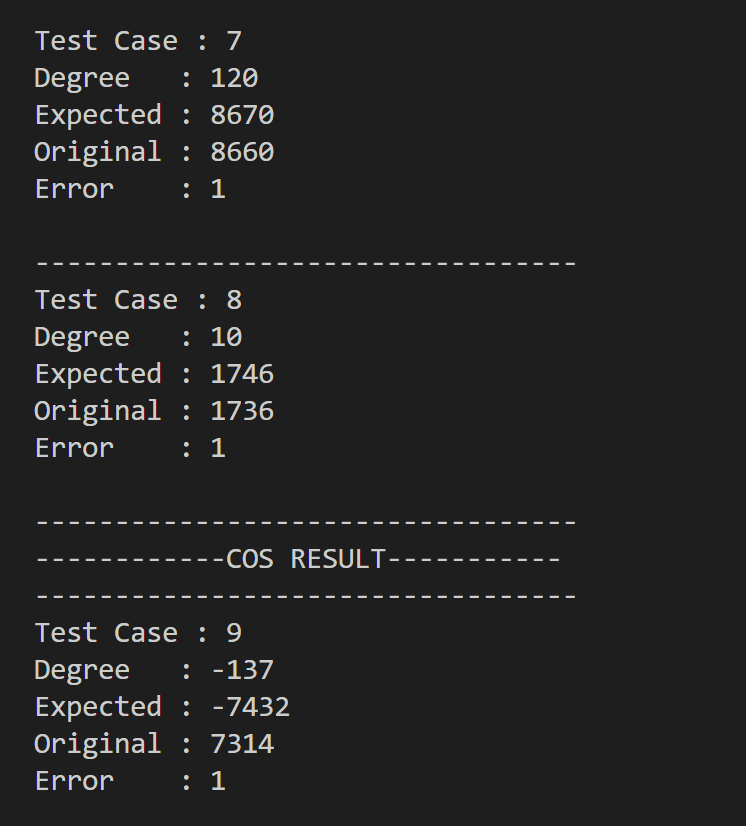 Test Case : 7
Degree   : 120
Expected : 8670
Original : 8660
Error    : 1
----------------------------------
Test Case : 8
Degree   : 10
Expected : 1746
Original : 1736
Error    : 1
----------------------------------
------------COS RESULT-----------
----------------------------------
Test Case : 9
Degree   : -137
Expected : -7432
Original : 7314
Error    : 1